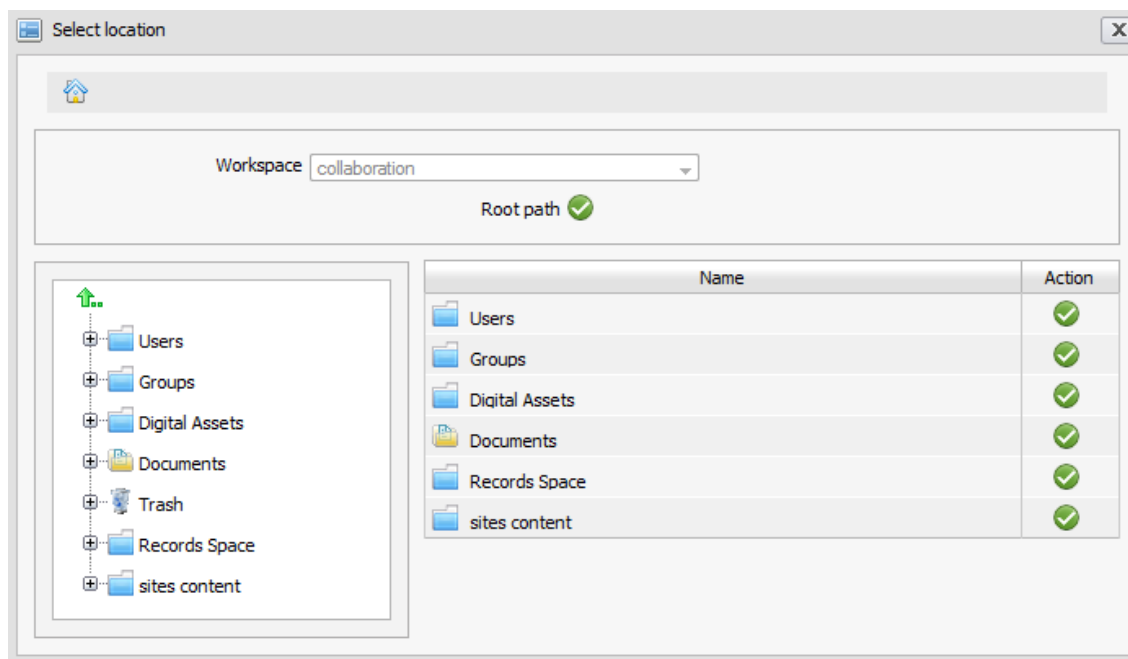 Select location
X
Workspace collaboration
Root path
Users
Groups
Digital Assets
Documents
Trash
Records Space
sites content
Name Action
Users
Groups
Digital Assets
Documents
Records Space
sites content